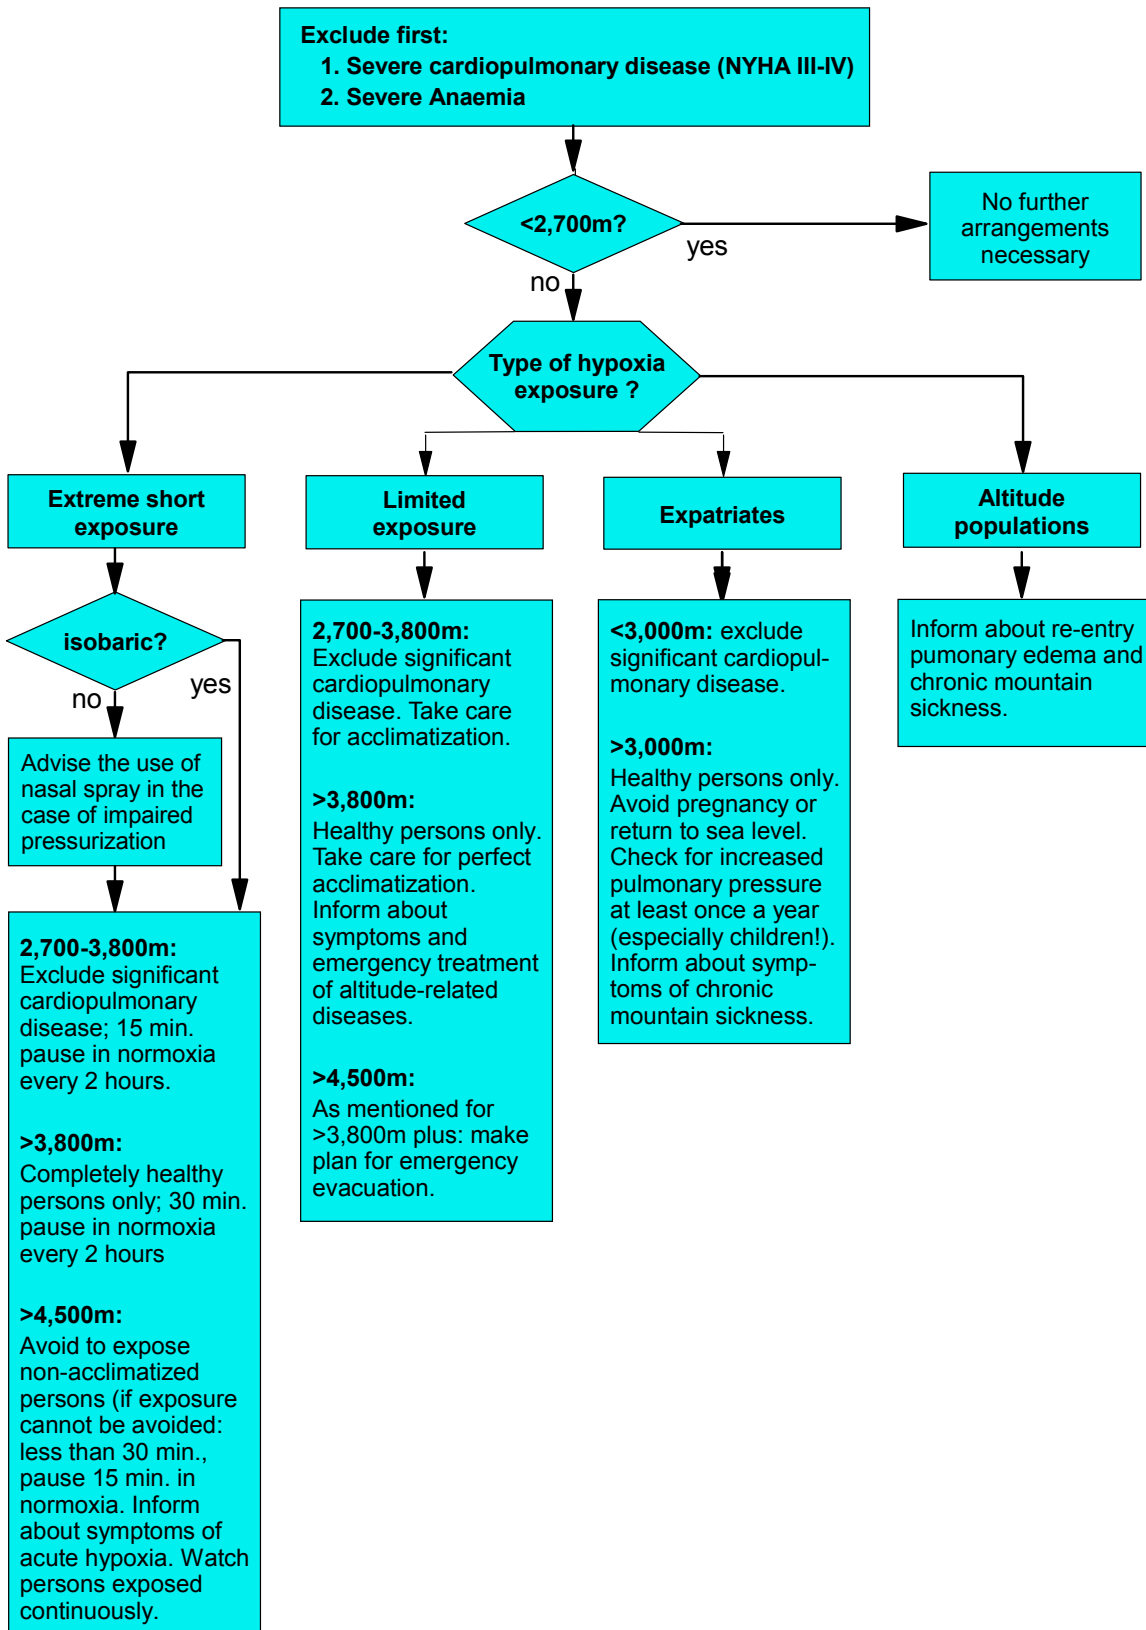 Exclude first:
1. Severe cardiopulmonary disease (NYHA III-IV)
2. Severe Anaemia
<2,700m?
yes
No further
arrangements
necessary
no
Type of hypoxia
exposure ?
Extreme short
exposure
Limited
exposure
Expatriates
Altitude
populations
isobaric?
no
yes
Advise the use of
nasal spray in the
case of impaired
pressurization
2,700-3,800m:
Exclude significant
cardiopulmonary
disease; 15 min.
pause in normoxia
every 2 hours.
>3,800m:
Completely healthy
persons only; 30 min.
pause in normoxia
every 2 hours
>4,500m:
Avoid to expose
non-acclimatized
persons (if exposure
cannot be avoided:
less than 30 min.,
pause 15 min. in
normoxia. Inform
about symptoms of
acute hypoxia. Watch
persons exposed
continuously.
2,700-3,800m:
Exclude significant
cardiopulmonary
disease. Take care
for acclimatization.
>3,800m:
Healthy persons only.
Take care for perfect
acclimatization.
Inform about
symptoms and
emergency treatment
of altitude-related
diseases.
>4,500m:
As mentioned for
>3,800m plus: make
plan for emergency
evacuation.
<3,000m: exclude
significant cardiopul-
monary disease.
>3,000m:
Healthy persons only.
Avoid pregnancy or
return to sea level.
Check for increased
pulmonary pressure
at least once a year
(especially children!).
Inform about symp-
toms of chronic
mountain sickness.
Inform about re-entry
pumonary edema and
chronic mountain
sickness.